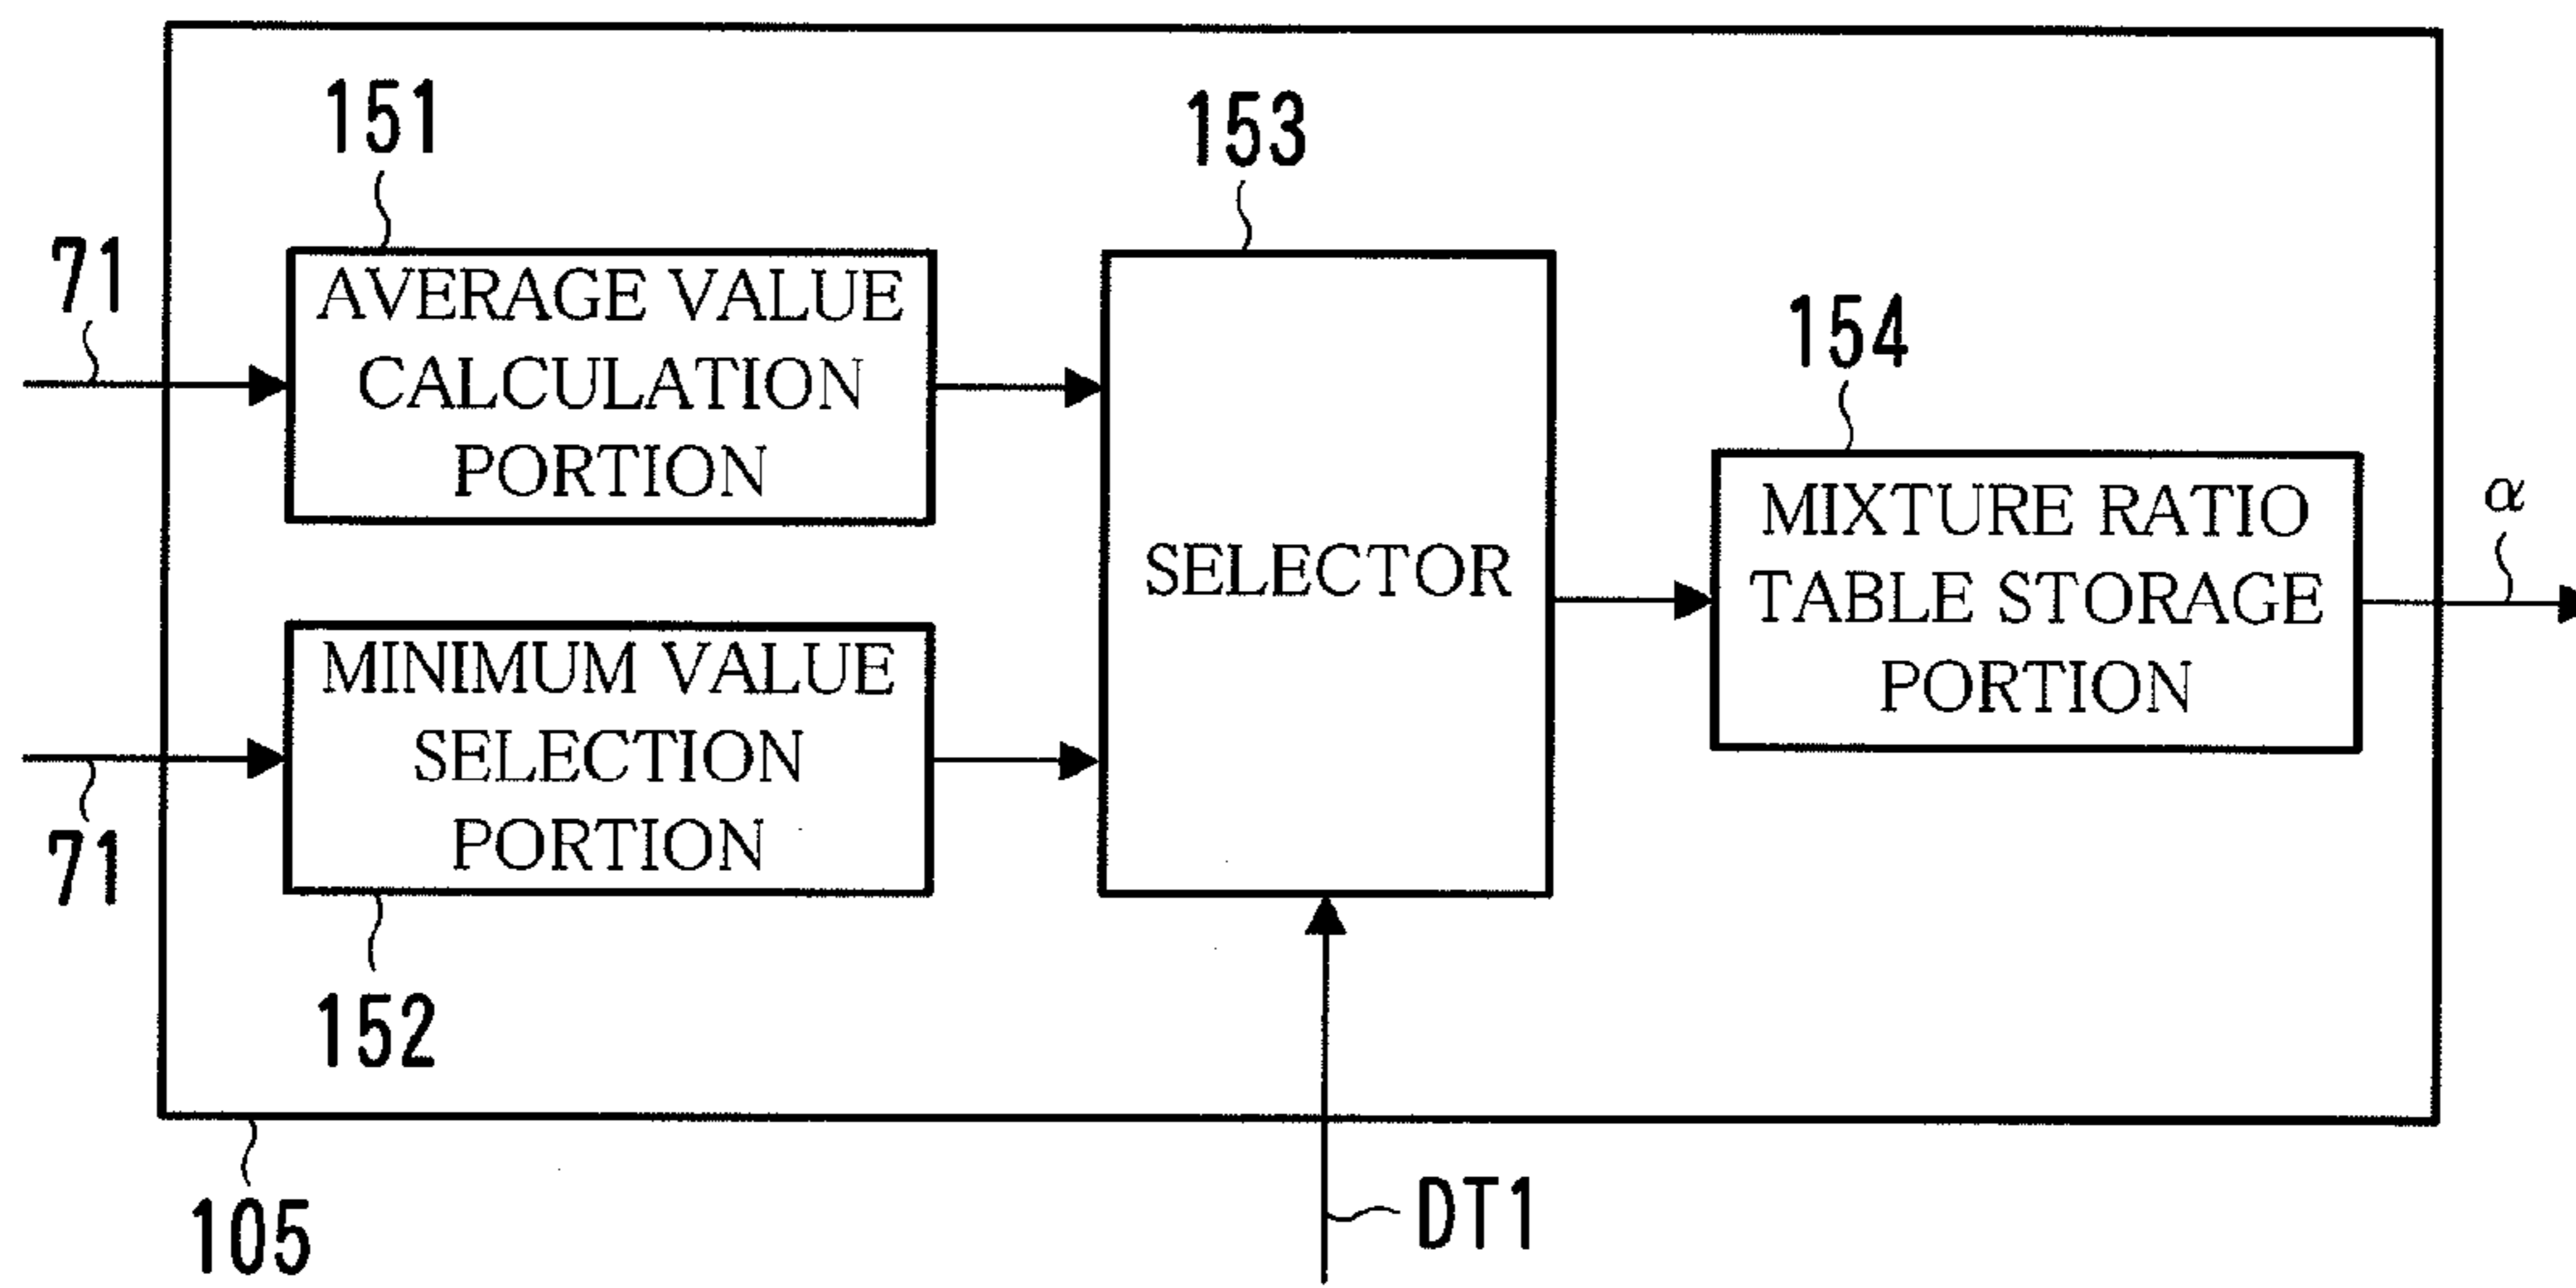 151
153
71
AVERAGE VALUE
CALCULATION
PORTION
154
SELECTOR
MIXTURE RATIO
TABLE STORAGE
PORTION
α
MINIMUM VALUE
SELECTION
PORTION
71
152
105
DT1